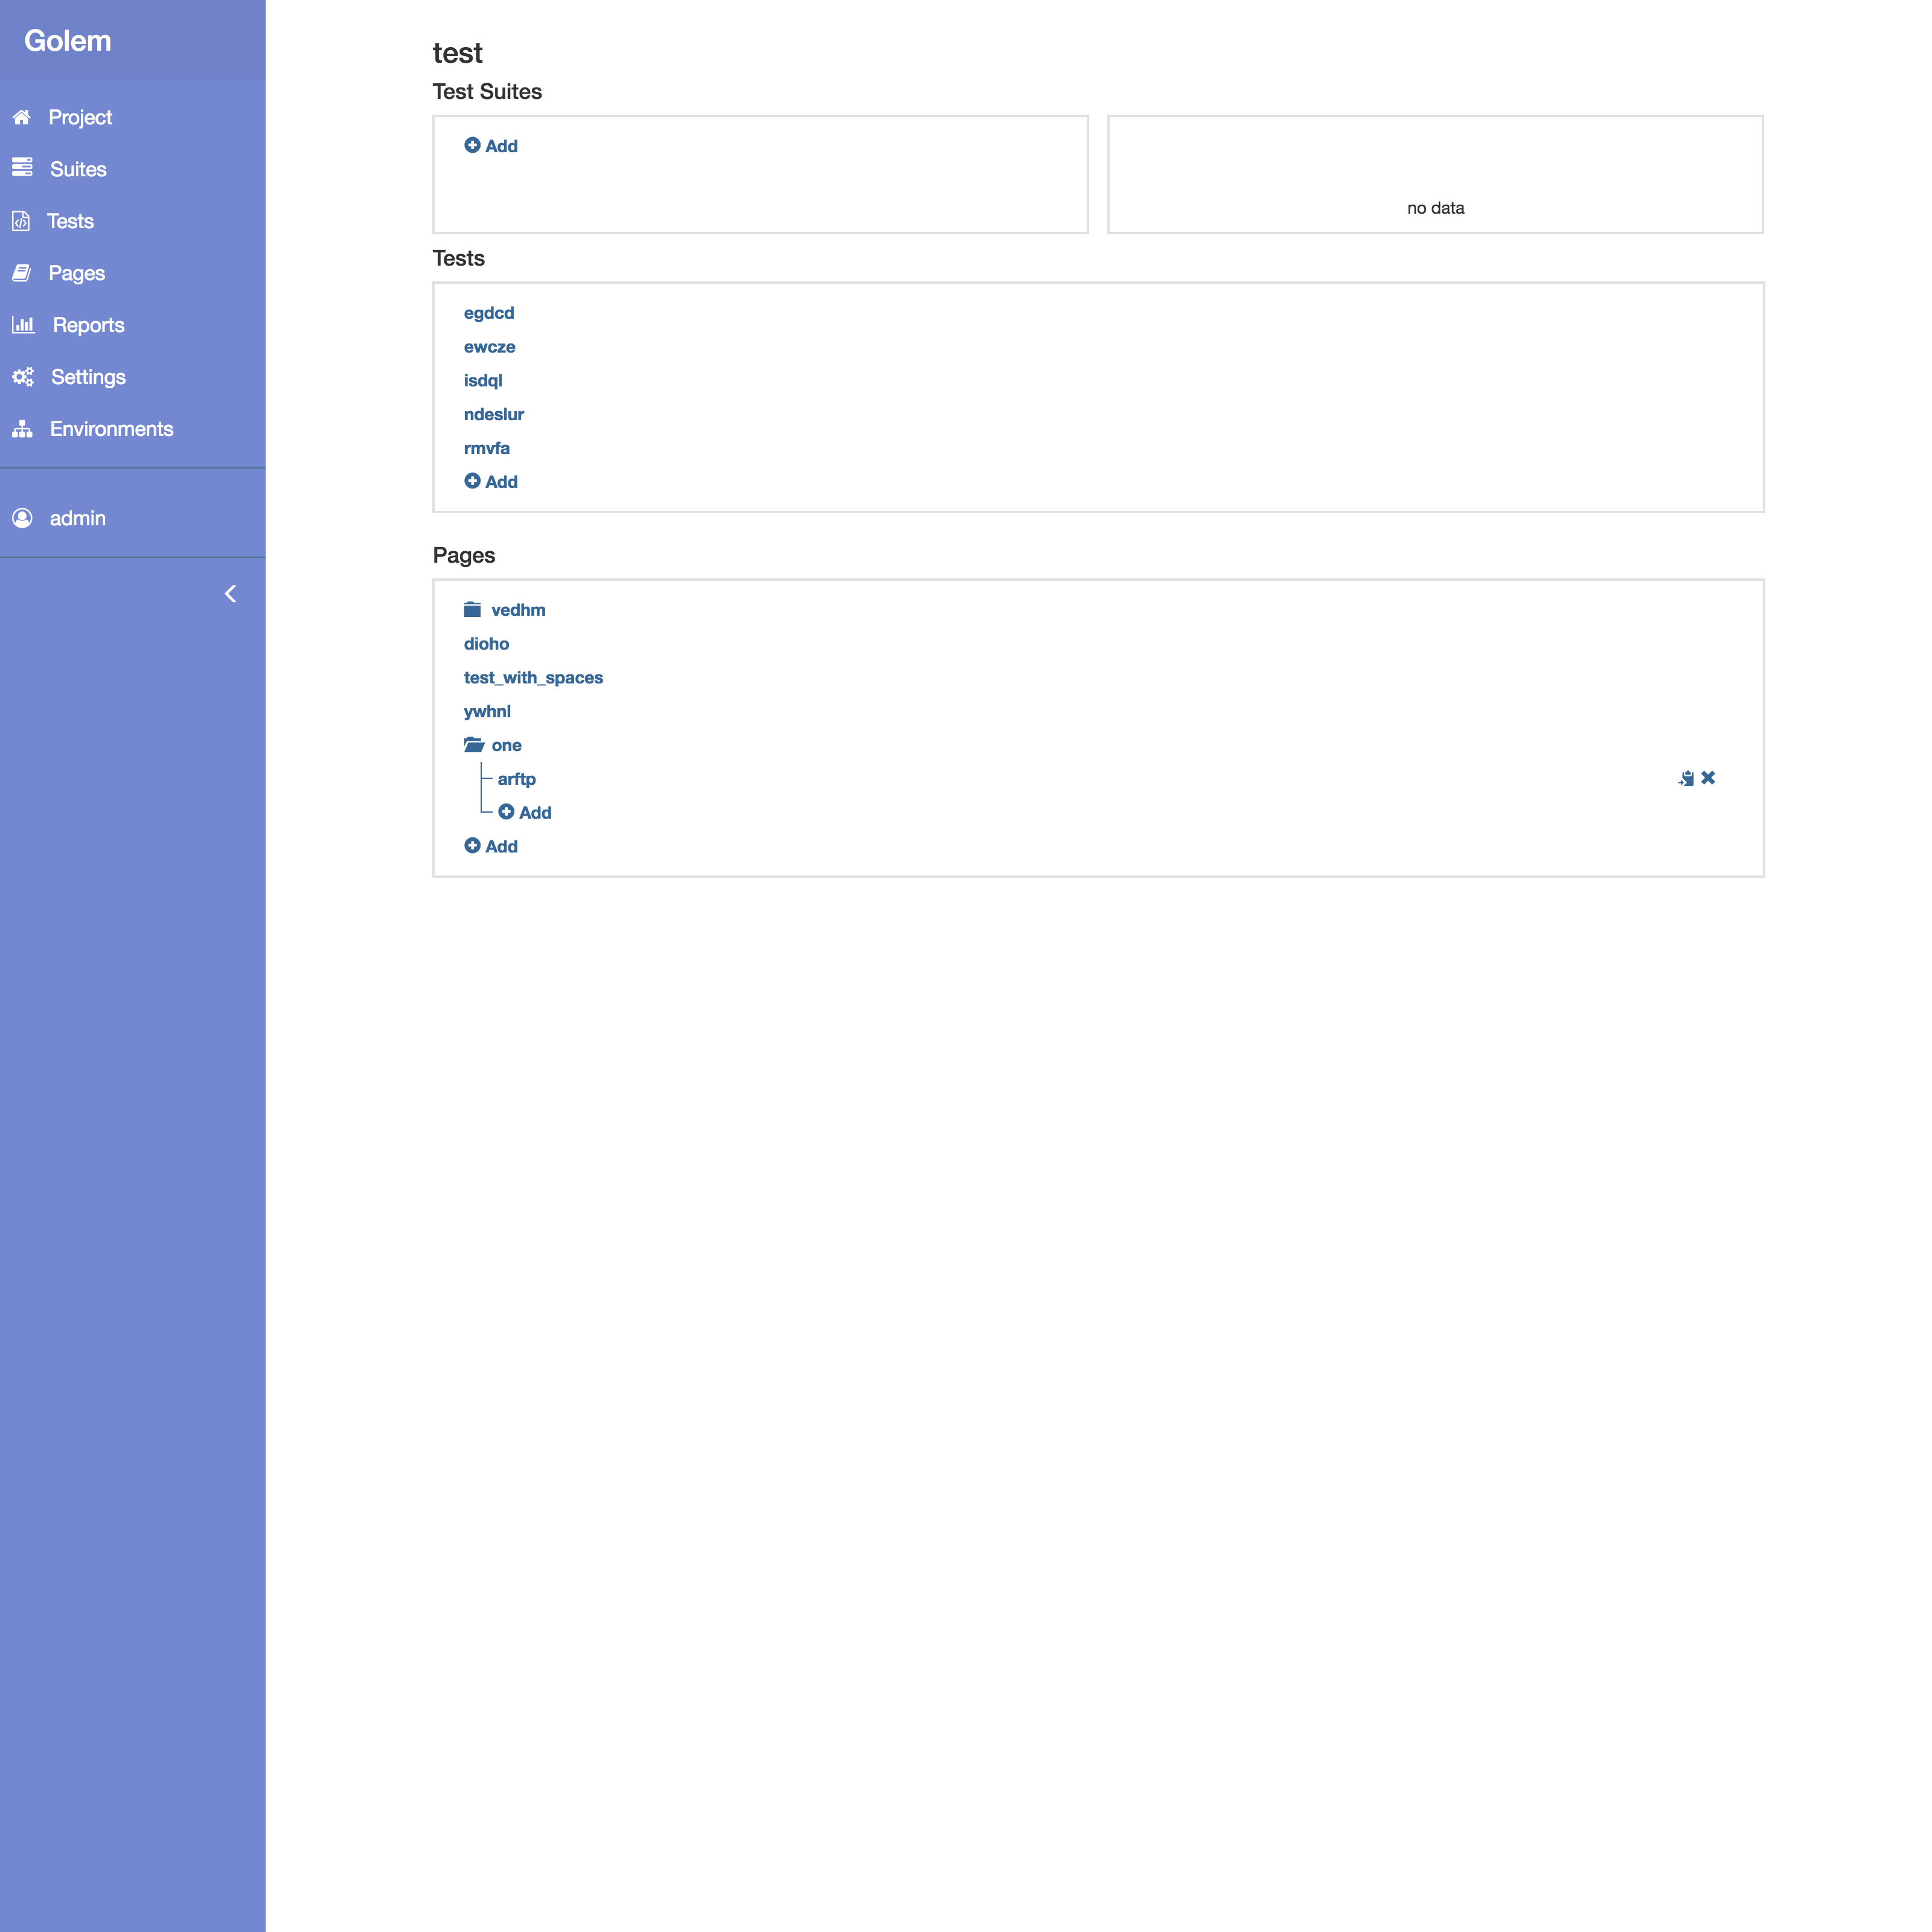 Golem
Project
Suites
Tests
Pages
Reports
Settings
Environments
admin
test
Test Suites
Add
no data
Tests
egdcd
ewcze
isdql
ndeslur
rmvfa
Add
Pages
vedhm
dioho
test_with_spaces
ywhnl
one
arftp
Add
Add